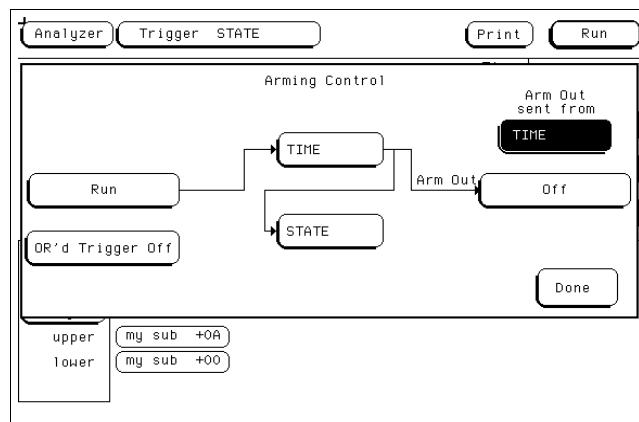 Analyzer Trigger STATE Print Run
Arming Control
Arm Out
sent from
TIME
TIME
Run
Arm Out
Off
OR'd Trigger Off
STATE
Done
upper my sub +0A
lower my sub +00